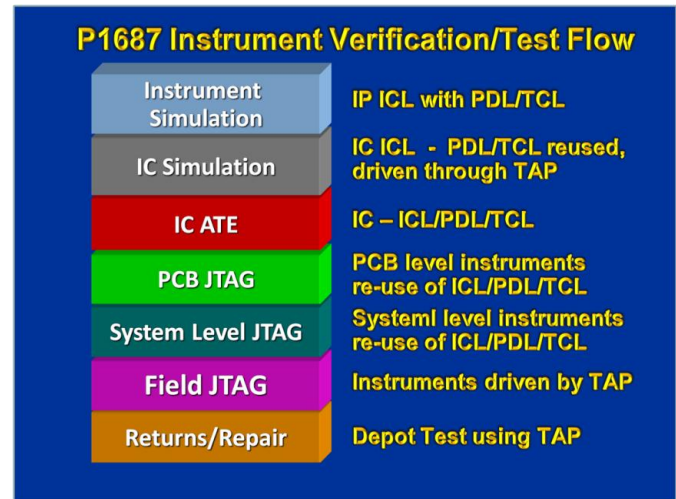 P1687 Instrument Verification/Test Flow
Instrument
Simulation
IP ICL with PDL/TCL
IC Simulation
IC ICL - PDL/TCL reused,
driven through TAP
IC ATE
IC – ICL/PDL/TCL
PCB JTAG
PCB level instruments
re-use of ICL/PDL/TCL
System Level JTAG
Systeml level instruments
re-use of ICL/PDL/TCL
Field JTAG
Instruments driven by TAP
Returns/Repair
Depot Test using TAP